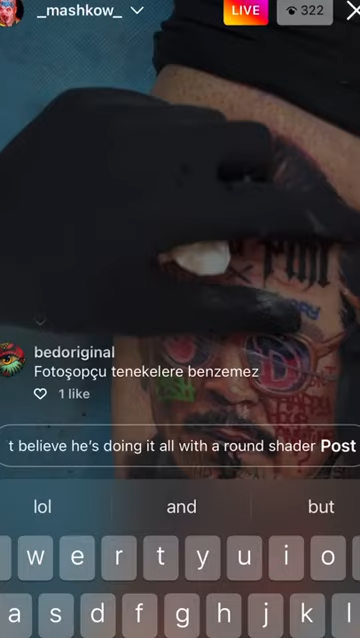 _mashkow_
LIVE
322
bedoriginal
Fotoşopçu tenekelere benzemez
1 like
t believe he's doing it all with a round shader Post
lol and but
w e r t y u i o
a s d f g h j k l